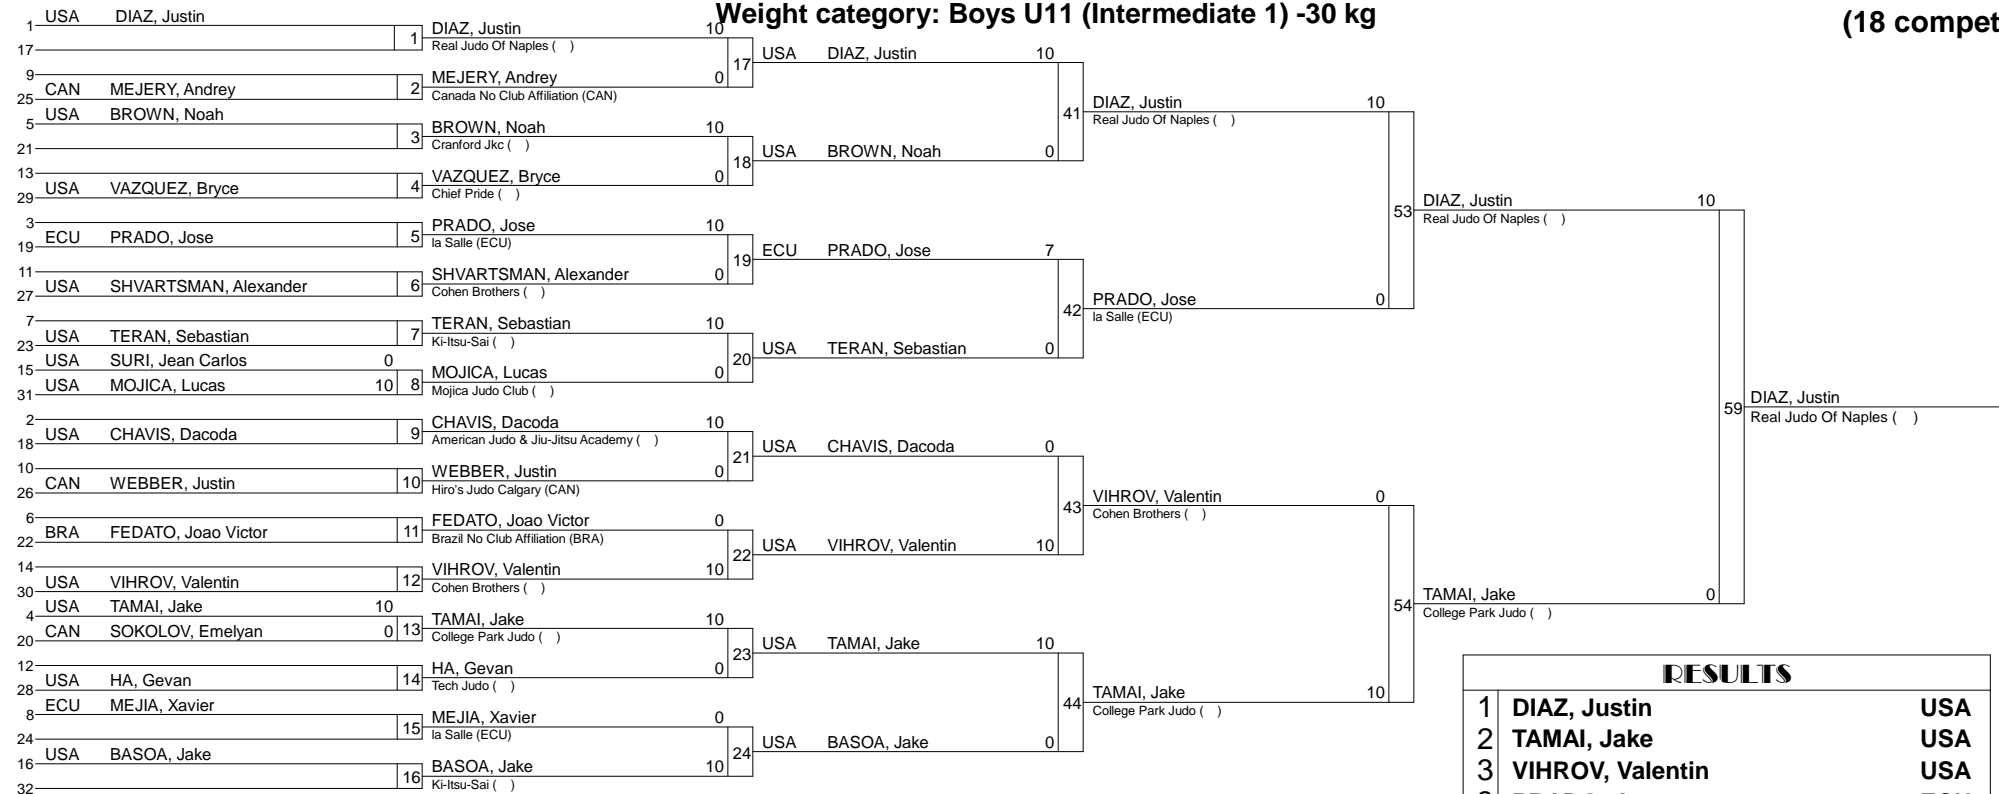 Weight category: Boys U11 (Intermediate 1) -30 kg
(18 compet
1 USA DIAZ, Justin
17
1
9
25 CAN MEJERY, Andrey
2
5 USA BROWN, Noah
21
3
13
29 USA VAZQUEZ, Bryce
4
3
19 ECU PRADO, Jose
5
11
27 USA SHVARTSMAN, Alexander
6
7
23 USA TERAN, Sebastian
7
15 USA SURI, Jean Carlos 0
31 USA MOJICA, Lucas 10
8
2
18 USA CHAVIS, Dacoda
9
10
26 CAN WEBBER, Justin
10
6
22 BRA FEDATO, Joao Victor
11
14
30 USA VIHROV, Valentin
12
4 USA TAMAI, Jake 10
20 CAN SOKOLOV, Emelyan 0
13
12
28 USA HA, Gevan
14
8 ECU MEJIA, Xavier
24
15
16 USA BASOA, Jake
32
16
DIAZ, Justin 10
Real Judo Of Naples ( )
17
MEJERY, Andrey 0
Canada No Club Affiliation (CAN)
BROWN, Noah 10
Cranford Jkc ( )
18
VAZQUEZ, Bryce 0
Chief Pride ( )
PRADO, Jose 10
la Salle (ECU)
19
SHVARTSMAN, Alexander 0
Cohen Brothers ( )
TERAN, Sebastian 10
Ki-Itsu-Sai ( )
20
MOJICA, Lucas 0
Mojica Judo Club ( )
CHAVIS, Dacoda 10
American Judo & Jiu-Jitsu Academy ( )
21
WEBBER, Justin 0
Hiro's Judo Calgary (CAN)
FEDATO, Joao Victor 0
Brazil No Club Affiliation (BRA)
22
VIHROV, Valentin 10
Cohen Brothers ( )
TAMAI, Jake 10
College Park Judo ( )
23
HA, Gevan 0
Tech Judo ( )
MEJIA, Xavier 0
la Salle (ECU)
24
BASOA, Jake 10
Ki-Itsu-Sai ( )
USA DIAZ, Justin 10
41
USA BROWN, Noah 0
ECU PRADO, Jose 7
42
USA TERAN, Sebastian 0
USA CHAVIS, Dacoda 0
43
USA VIHROV, Valentin 10
USA TAMAI, Jake 10
44
USA BASOA, Jake 0
DIAZ, Justin 10
Real Judo Of Naples ( )
53
PRADO, Jose 0
la Salle (ECU)
VIHROV, Valentin 0
Cohen Brothers ( )
54
TAMAI, Jake 10
College Park Judo ( )
DIAZ, Justin 10
Real Judo Of Naples ( )
59
TAMAI, Jake 0
College Park Judo ( )
DIAZ, Justin
Real Judo Of Naples ( )
RESULTS
1 DIAZ, Justin USA
2 TAMAI, Jake USA
3 VIHROV, Valentin USA